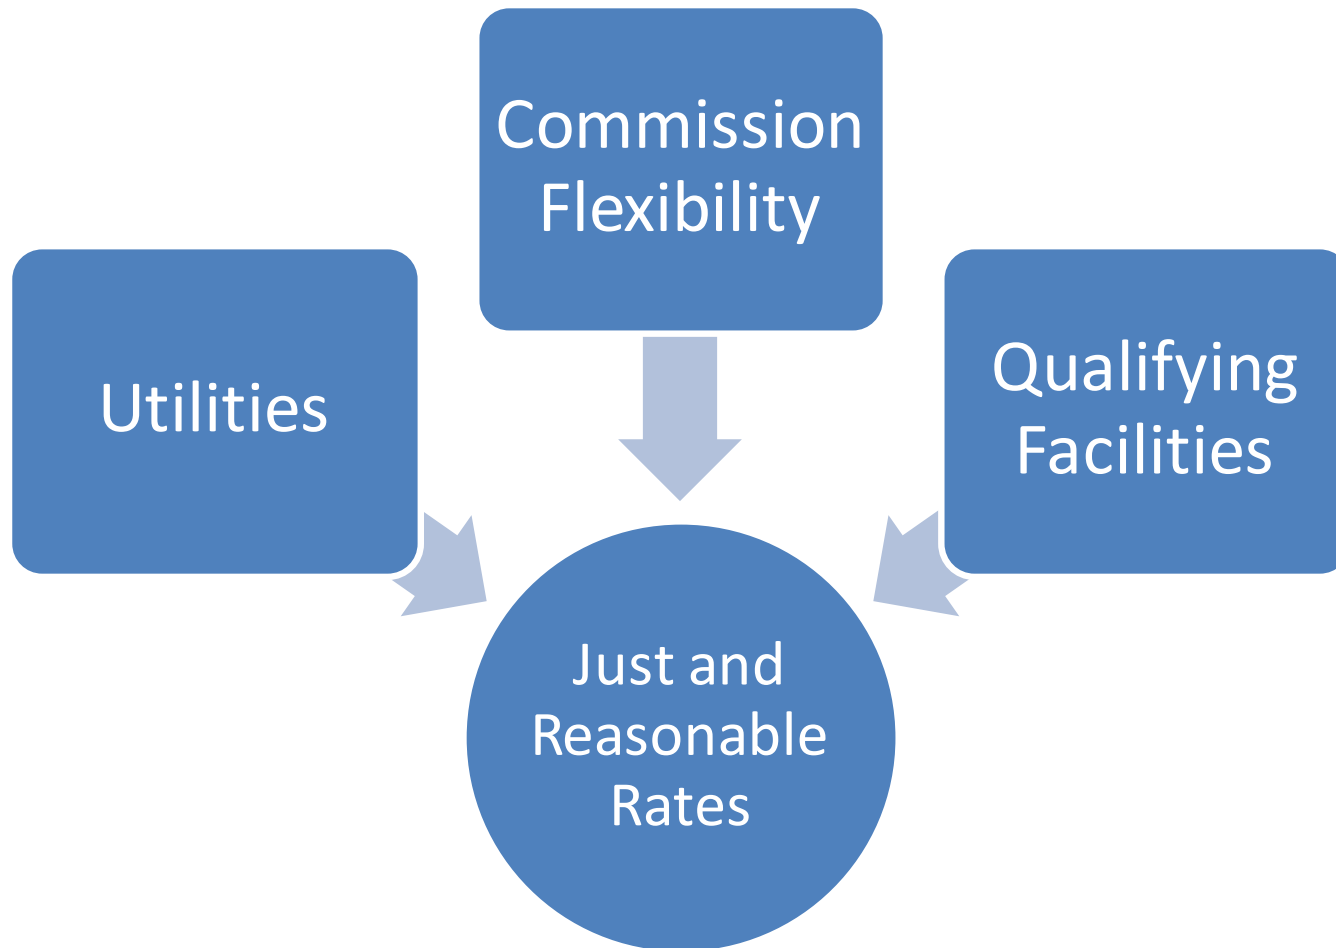 Commission
Flexibility
Utilities
Qualifying
Facilities
Just and
Reasonable
Rates